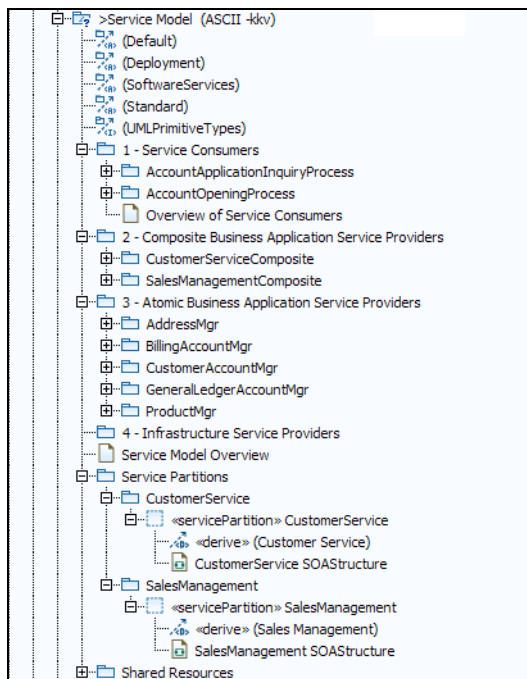 >Service Model (ASCII -kkv)
(Default)
(Deployment)
(SoftwareServices)
(Standard)
(UMLPrimitiveTypes)
1 - Service Consumers
AccountApplicationInquiryProcess
AccountOpeningProcess
Overview of Service Consumers
2 - Composite Business Application Service Providers
CustomerServiceComposite
SalesManagementComposite
3 - Atomic Business Application Service Providers
AddressMgr
BillingAccountMgr
CustomerAccountMgr
GeneralLedgerAccountMgr
ProductMgr
4 - Infrastructure Service Providers
Service Model Overview
Service Partitions
CustomerService
«servicePartition» CustomerService
«derive» (Customer Service)
CustomerService SOAStructure
SalesManagement
«servicePartition» SalesManagement
«derive» (Sales Management)
SalesManagement SOAStructure
Shared Resources